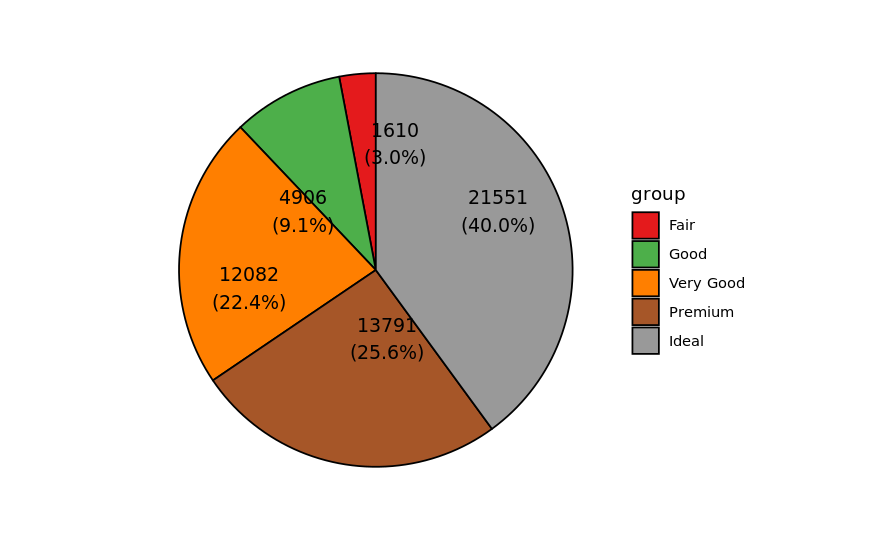 1610
(3.0%)
4906
(9.1%)
21551
(40.0%)
12082
(22.4%)
13791
(25.6%)
group
Fair
Good
Very Good
Premium
Ideal